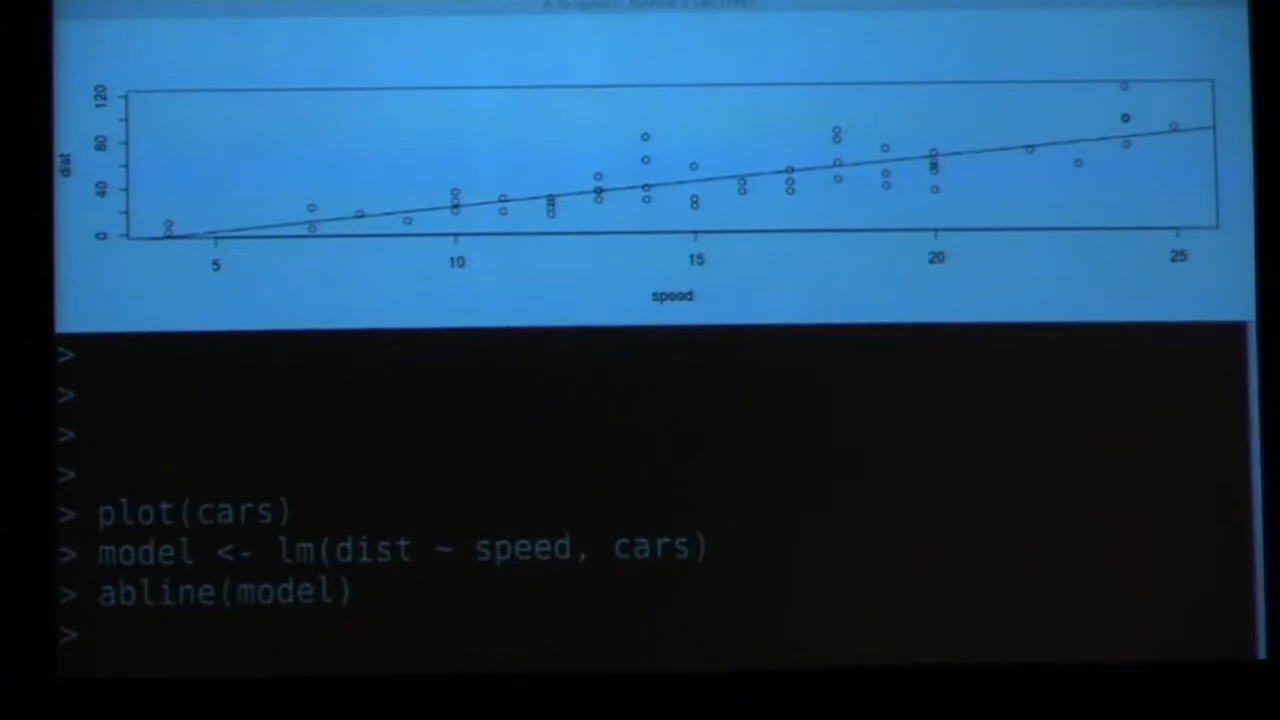 120
80
40
0
dist
5 10 15 20 25
speed
>
>
>
>
> plot(cars)
> model <- lm(dist ~ speed, cars)
> abline(model)
>